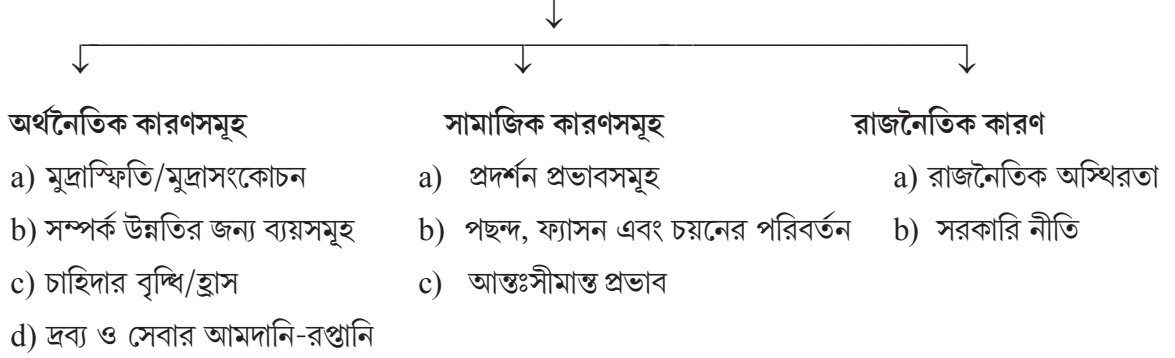 অর্থনৈতিক কারণসমূহ
a) মুদ্রাস্ফিতি/মুদ্রাসংকোচন
b) সম্পর্ক উন্নতির জন্য ব্যয়সমূহ
c) চাহিদার বৃদ্ধি/হ্রাস
d) দ্রব্য ও সেবার আমদানি-রপ্তানি
সামাজিক কারণসমূহ
a) প্রদর্শন প্রভাবসমূহ
b) পছন্দ, ফ্যাসন এবং চয়নের পরিবর্তন
c) আন্তঃসীমান্ত প্রভাব
রাজনৈতিক কারণ
a) রাজনৈতিক অস্থিরতা
b) সরকারি নীতি